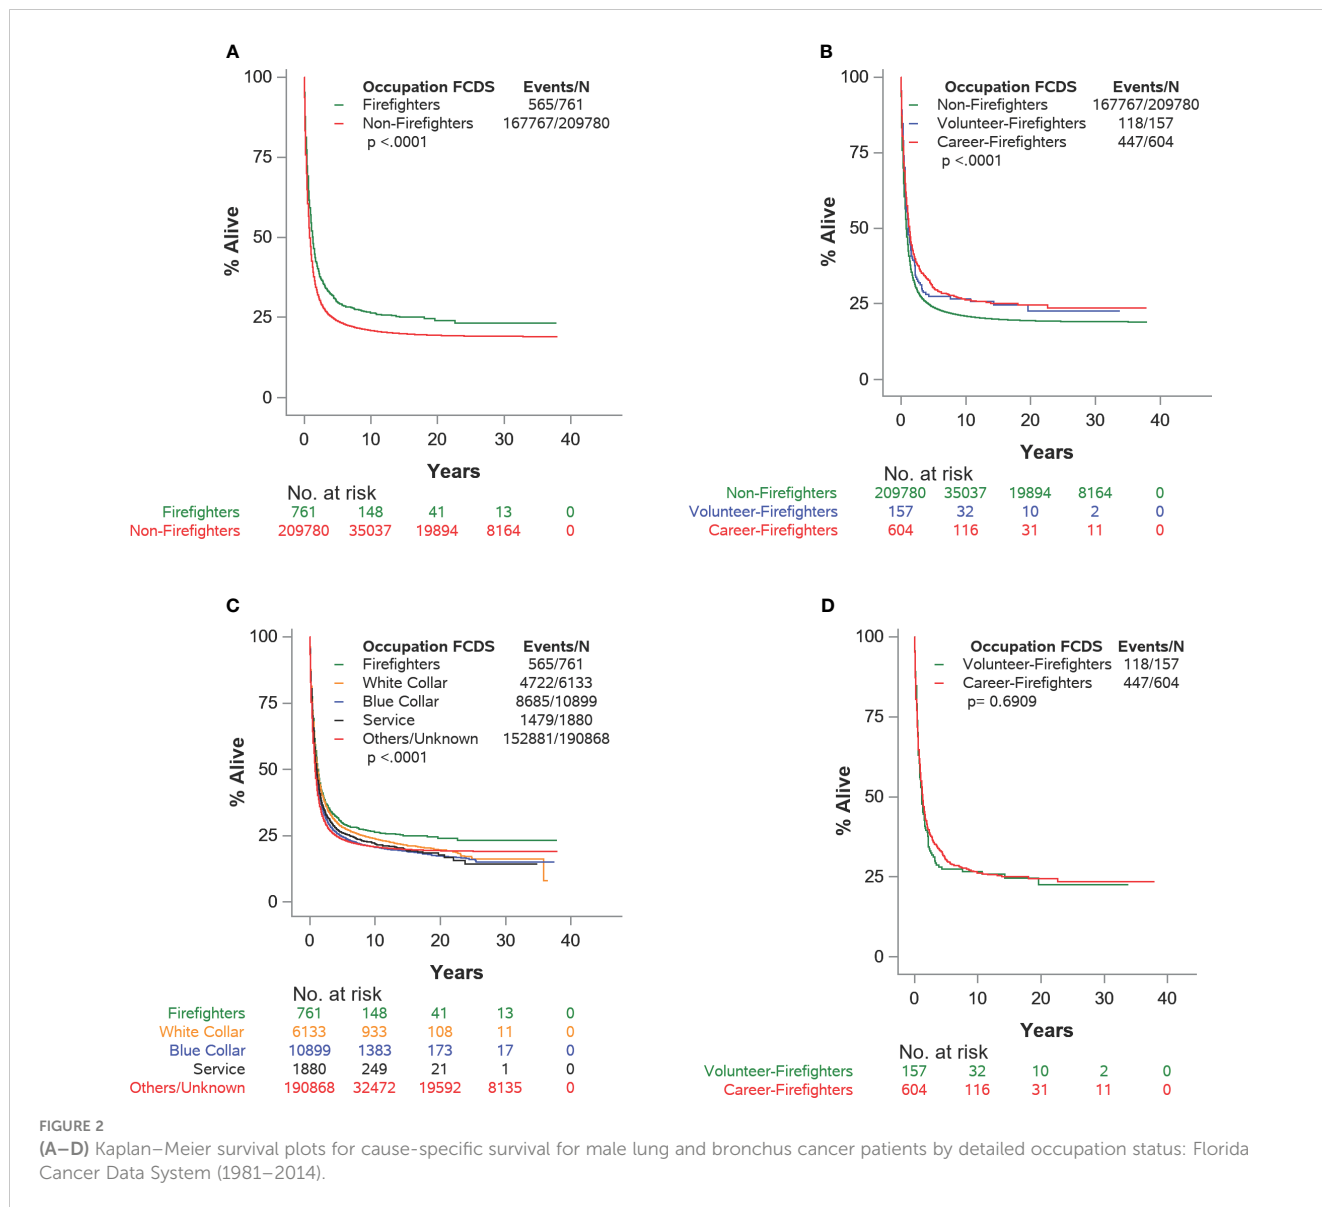 A
Occupation FCDS Events/N
Firefighters 565/761
Non-Firefighters 167767/209780
p <.0001
% Alive
100
75
50
25
0
0 10 20 30 40
Years
No. at risk
Firefighters 761 148 41 13 0
Non-Firefighters 209780 35037 19894 8164 0
B
Occupation FCDS Events/N
Non-Firefighters 167767/209780
Volunteer-Firefighters 118/157
Career-Firefighters 447/604
p <.0001
% Alive
100
75
50
25
0
0 10 20 30 40
Years
No. at risk
Non-Firefighters 209780 35037 19894 8164 0
Volunteer-Firefighters 157 32 10 2 0
Career-Firefighters 604 116 31 11 0
C
Occupation FCDS Events/N
Firefighters 565/761
White Collar 4722/6133
Blue Collar 8685/10899
Service 1479/1880
Others/Unknown 152881/190868
p <.0001
% Alive
100
75
50
25
0
0 10 20 30 40
Years
No. at risk
Firefighters 761 148 41 13 0
White Collar 6133 933 108 11 0
Blue Collar 10899 1383 173 17 0
Service 1880 249 21 1 0
Others/Unknown 190868 32472 19592 8135 0
D
Occupation FCDS Events/N
Volunteer-Firefighters 118/157
Career-Firefighters 447/604
p= 0.6909
% Alive
100
75
50
25
0
0 10 20 30 40
Years
No. at risk
Volunteer-Firefighters 157 32 10 2 0
Career-Firefighters 604 116 31 11 0
FIGURE 2
(A–D) Kaplan–Meier survival plots for cause-specific survival for male lung and bronchus cancer patients by detailed occupation status: Florida
Cancer Data System (1981–2014).